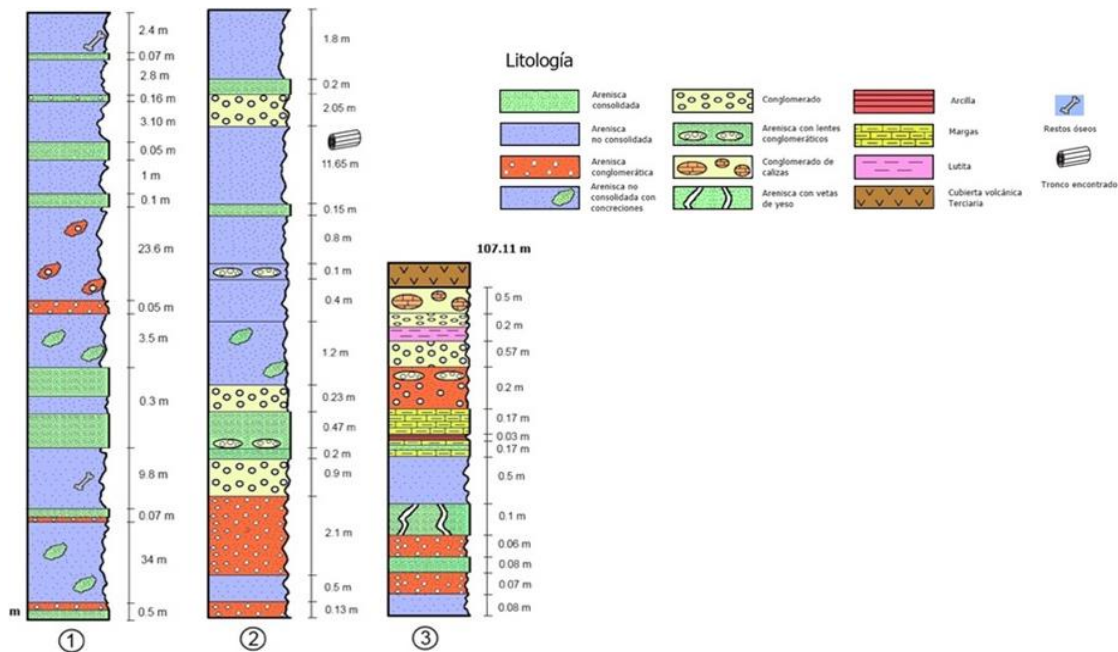 2.4 m
0.07 m
2.8 m
0.16 m
3.10 m
0.05 m
1 m
0.1 m
23.6 m
0.05 m
3.5 m
0.3 m
9.8 m
0.07 m
34 m
0.5 m
m
1
1.8 m
0.2 m
2.05 m
11.65 m
0.15 m
0.8 m
0.1 m
0.4 m
1.2 m
0.23 m
0.47 m
0.2 m
0.9 m
2.1 m
0.5 m
0.13 m
2
107.11 m
0.5 m
0.2 m
0.57 m
0.2 m
0.17 m
0.03 m
0.17 m
0.5 m
0.1 m
0.06 m
0.08 m
0.07 m
0.08 m
3
Litología
Arenisca
consolidada
Arenisca
no consolidada
Arenisca
conglomerática
Arenisca no
consolidada con
concreciones
Conglomerado
Arenisca con lentes
conglomeráticos
Conglomerado de
calizas
Arenisca con vetas
de yeso
Arcilla
Margas
Lutita
Cubierta volcánica
Terciaria
Restos óseos
Tronco encontrado